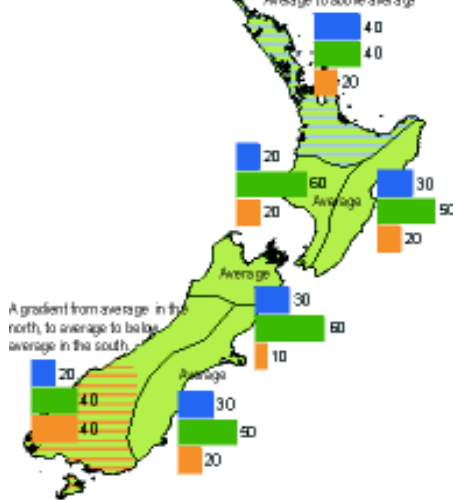 Average to above average
40
40
20
20
60
20
30
50
20
Average
Average
30
60
10
A gradient from average in the
north, to average to below
average in the south.
20
40
40
Average
30
50
20